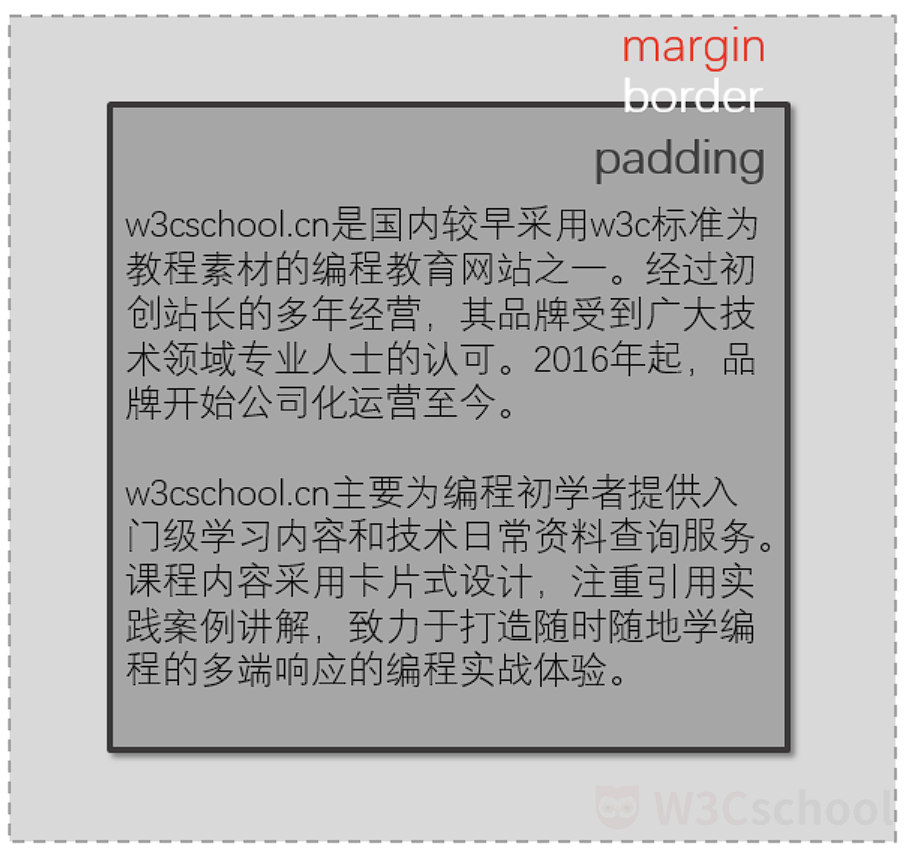 margin
border
padding
w3cschool.cn是国内较早采用w3c标准为
教程素材的编程教育网站之一。经过初
创站长的多年经营，其品牌受到广大技
术领域专业人士的认可。2016年起，品
牌开始公司化运营至今。
w3cschool.cn主要为编程初学者提供入
门级学习内容和技术日常资料查询服务。
课程内容采用卡片式设计，注重引用实
践案例讲解，致力于打造随时随地学编
程的多端响应的编程实战体验。
W3Cschool